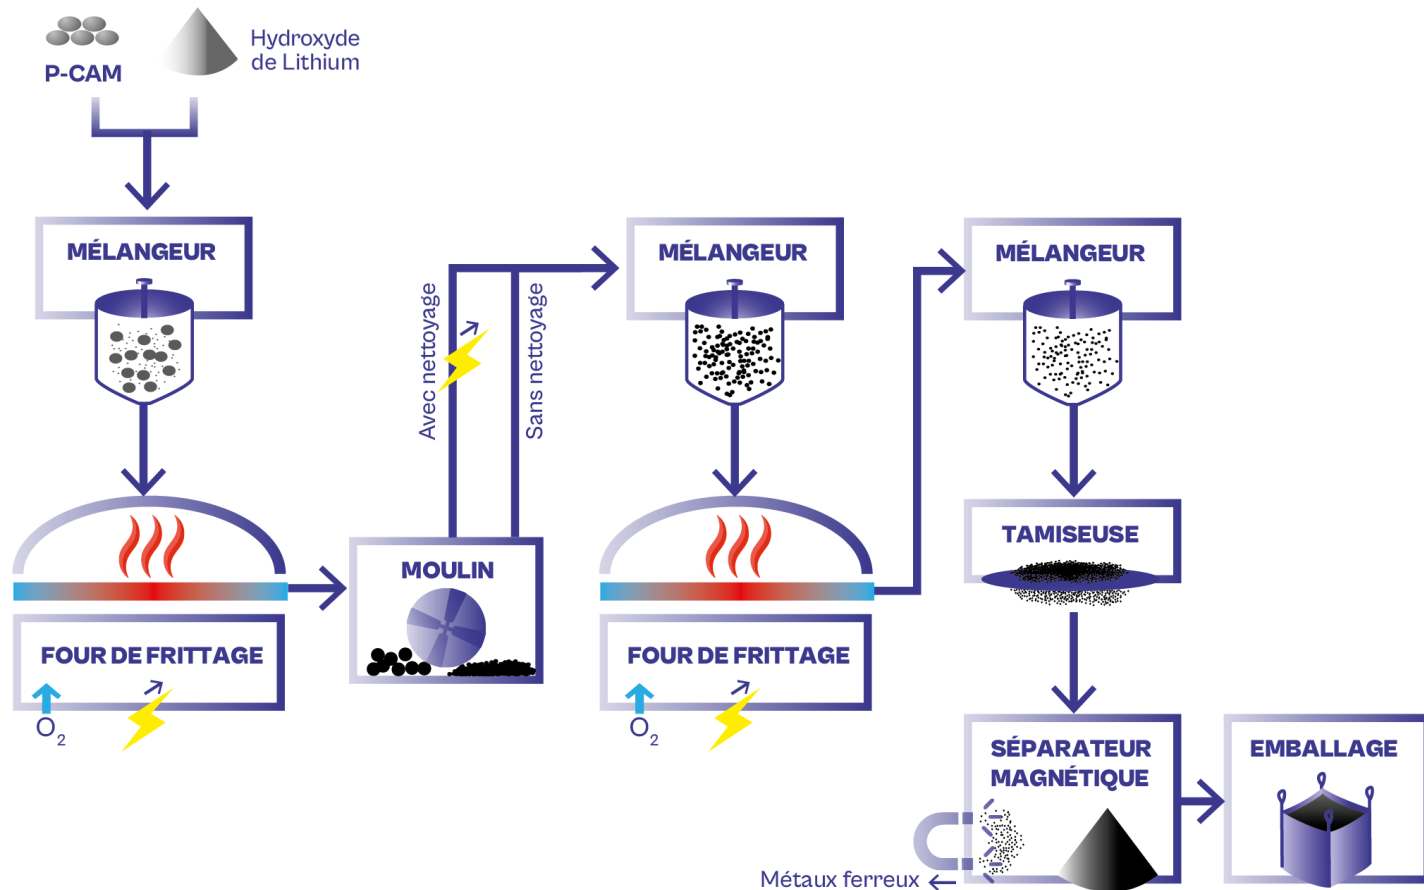 P-CAM
Hydroxyde
de Lithium
MÉLANGEUR
FOUR DE FRITTAGE
O2
MOULIN
Avec nettoyage
Sans nettoyage
MÉLANGEUR
FOUR DE FRITTAGE
O2
MÉLANGEUR
TAMISEUSE
SÉPARATEUR
MAGNÉTIQUE
Métaux ferreux
EMBALLAGE